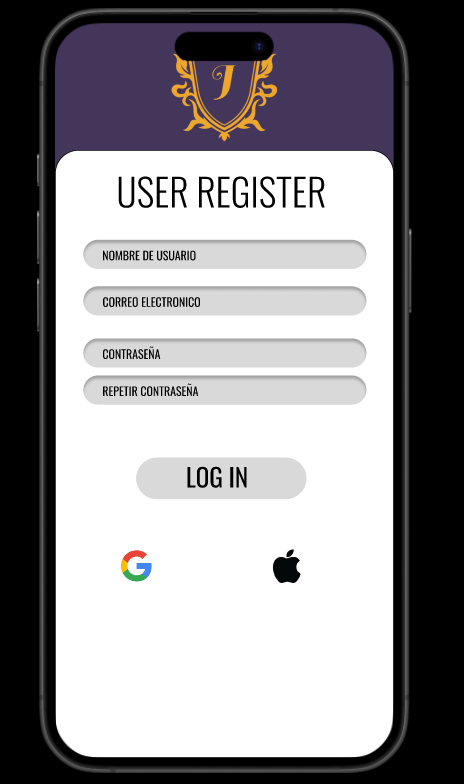 J
USER REGISTER
NOMBRE DE USUARIO
CORREO ELECTRONICO
CONTRASEÑA
REPETIR CONTRASEÑA
LOG IN